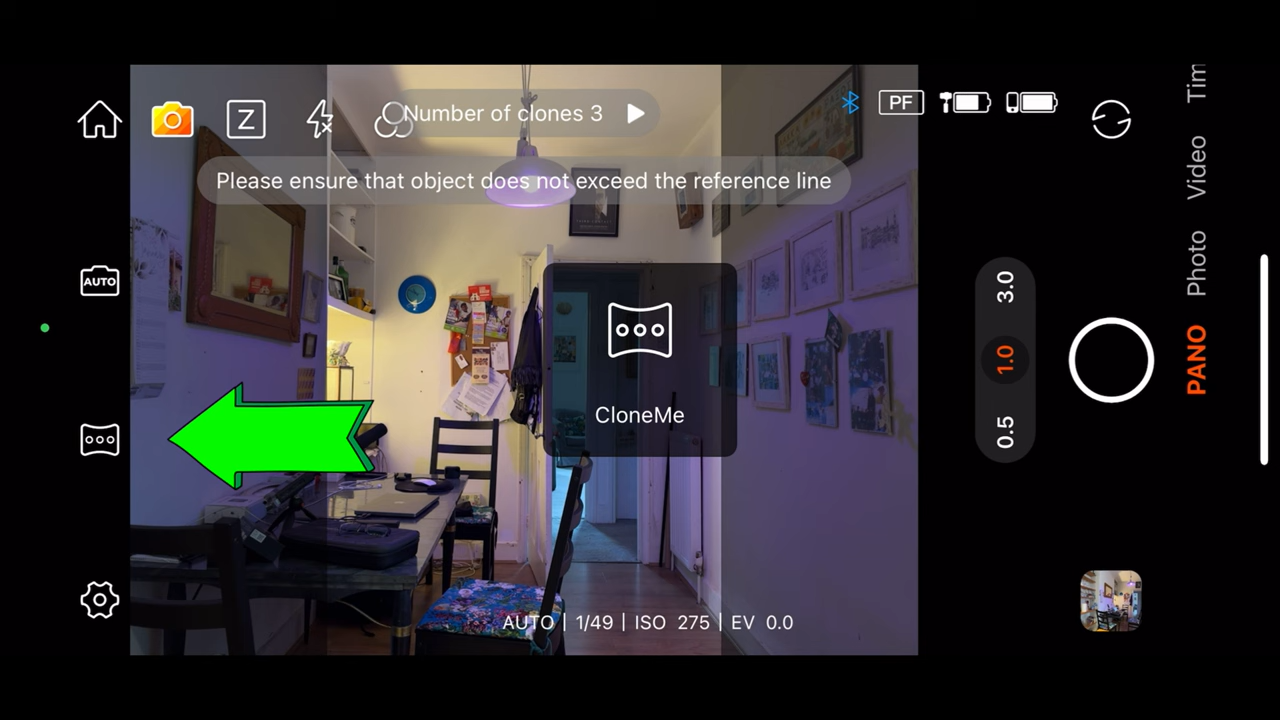 Number of clones 3
Z
PF
Please ensure that object does not exceed the reference line
AUTO
CloneMe
3.0
1.0
0.5
Tim
Video
Photo
PANO
AUTO | 1/49 | ISO 275 | EV 0.0